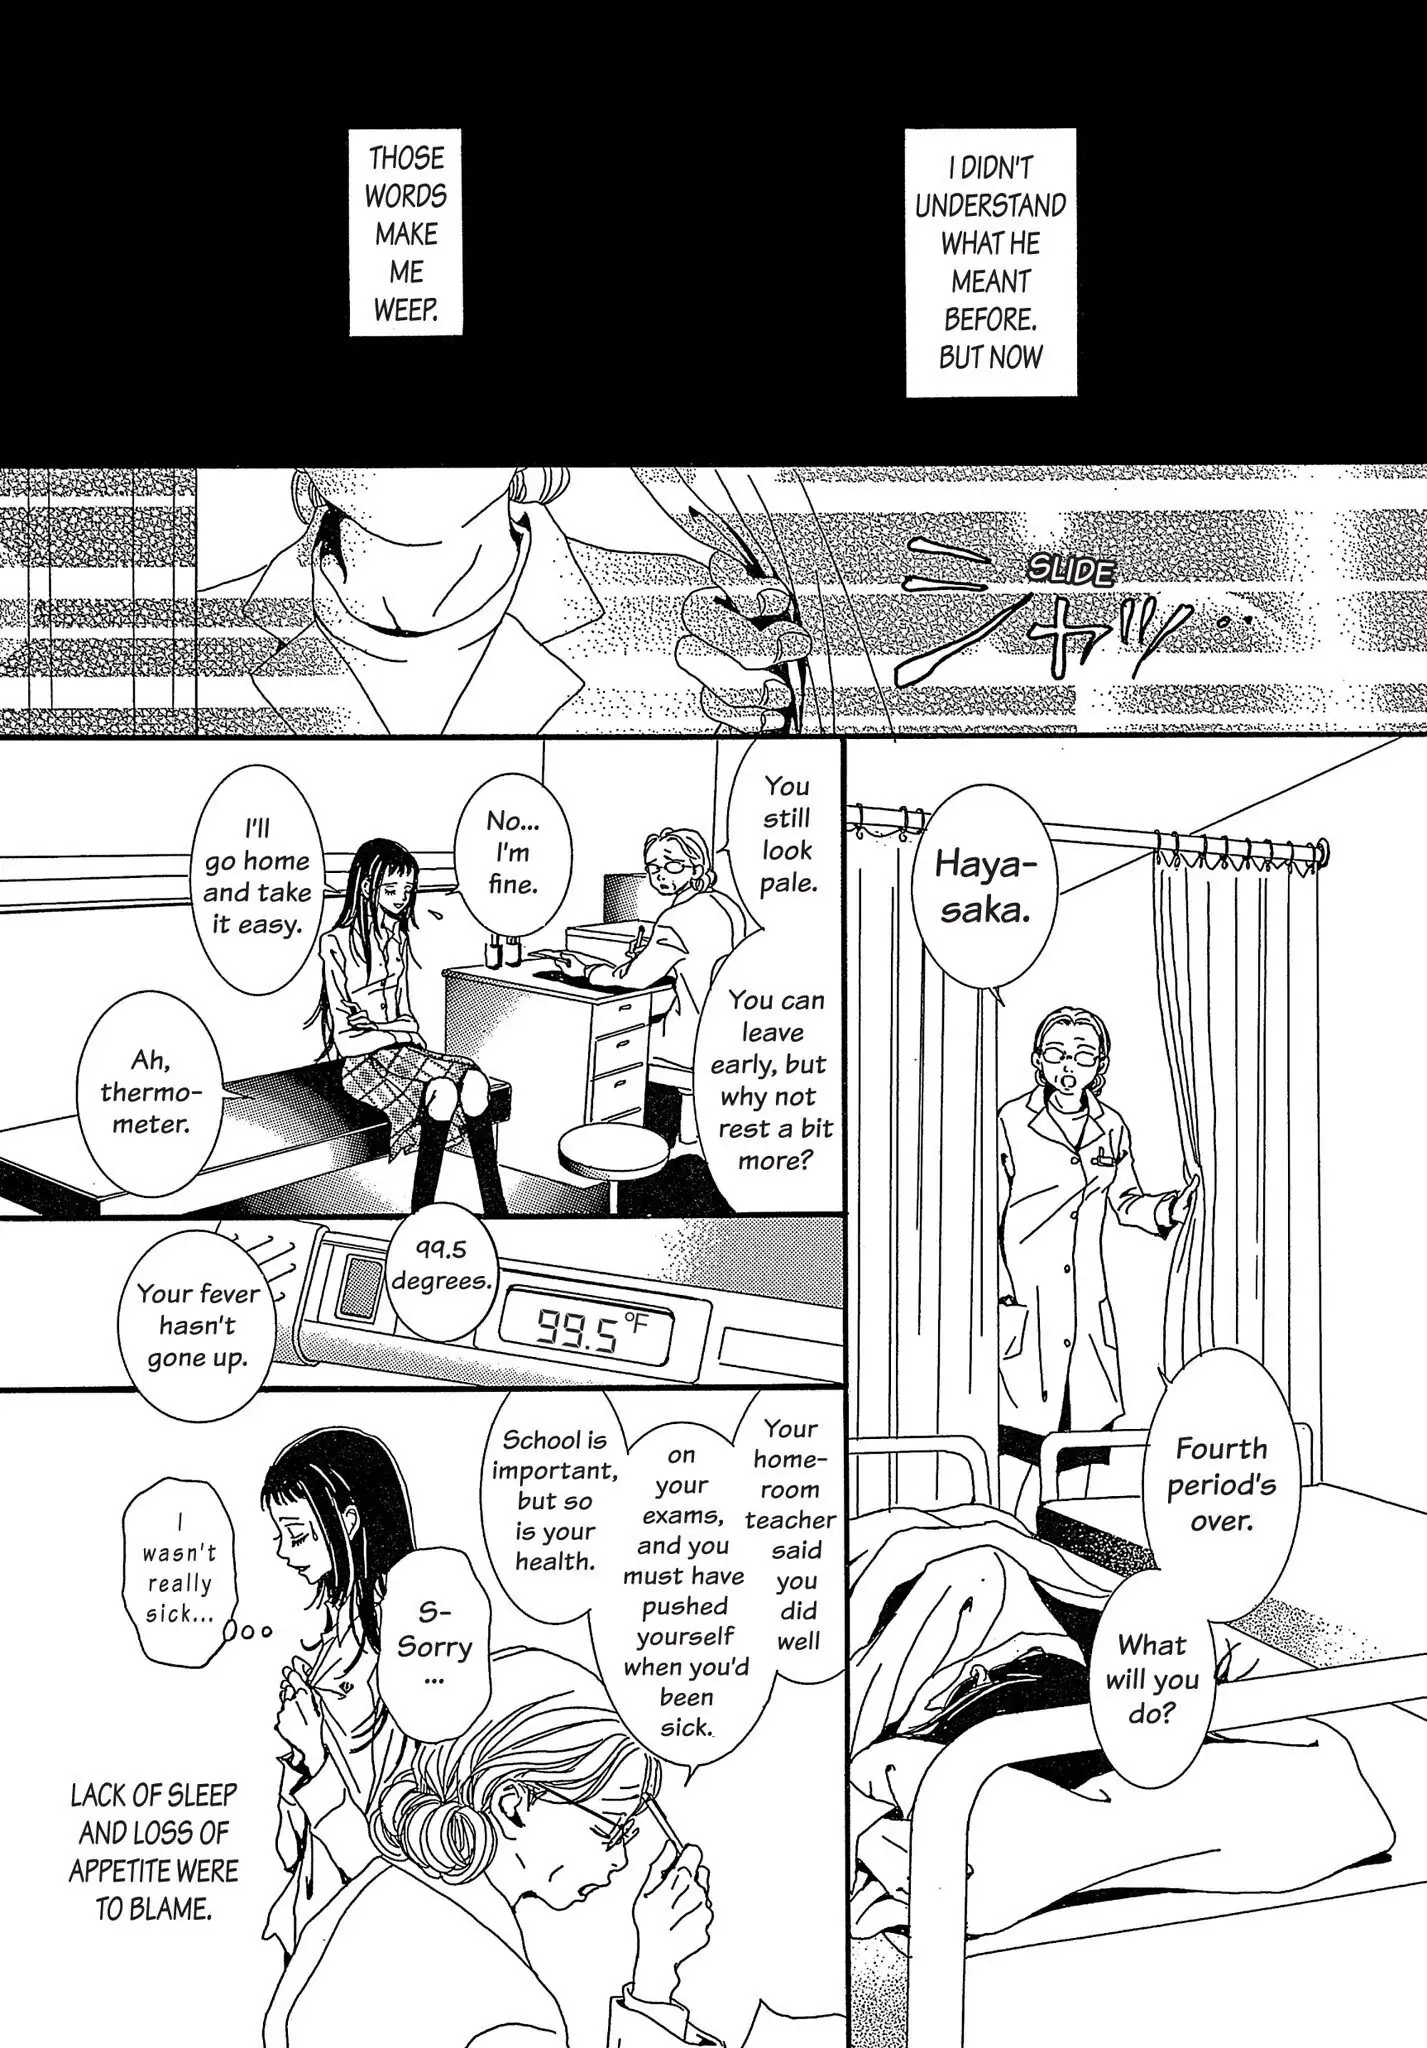 I DIDN'T
UNDERSTAND
WHAT HE
MEANT
BEFORE.
BUT NOW
THOSE
WORDS
MAKE
ME
WEEP.
SLIDE
シャッ
Haya-
saka.
Fourth
period's
over.
What
will you
do?
You
still
look
pale.
You can
leave
early, but
why not
rest a bit
more?
No...
I'm
fine.
I'll
go home
and take
it easy.
Ah,
thermo-
meter.
99.5
degrees.
99.5°F
Your fever
hasn't
gone up.
Your
home-
room
teacher
said
you
did
well
on
your
exams,
and you
must have
pushed
yourself
when you'd
been
sick.
School is
important,
but so
is your
health.
S-
Sorry
...
I
wasn't
really
sick...
LACK OF SLEEP
AND LOSS OF
APPETITE WERE
TO BLAME.